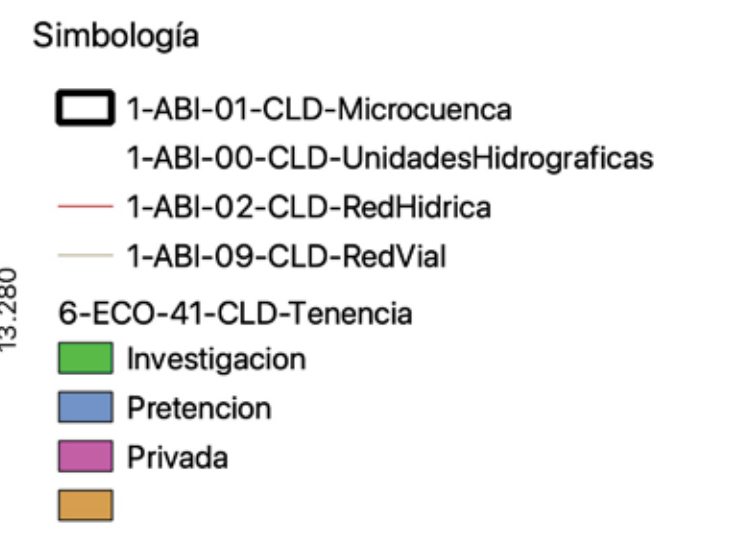 Simbología
1-ABI-01-CLD-Microcuenca
1-ABI-00-CLD-UnidadesHidrograficas
1-ABI-02-CLD-RedHidrica
1-ABI-09-CLD-RedVial
13.280
6-ECO-41-CLD-Tenencia
Investigacion
Pretencion
Privada